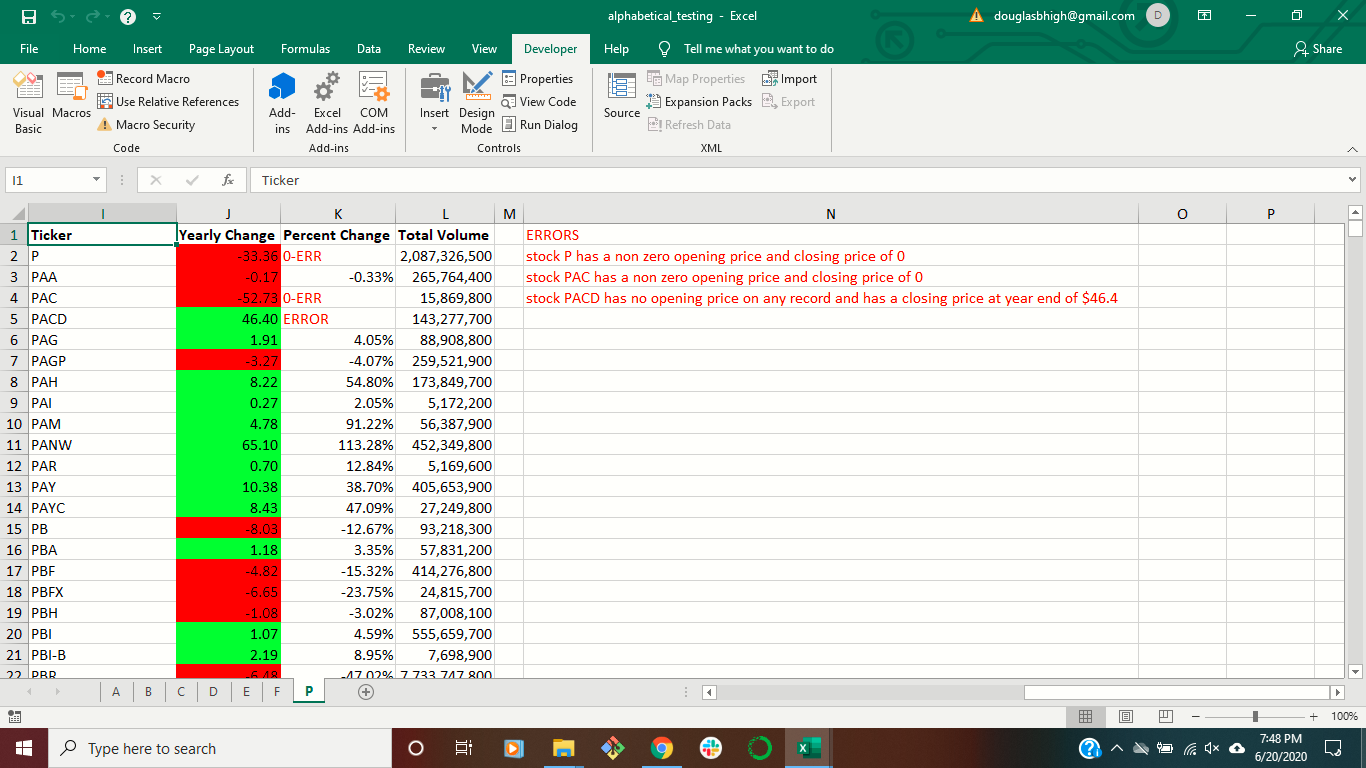 alphabetical_testing - Excel
douglasbhigh@gmail.com D
File Home Insert Page Layout Formulas Data Review View Developer Help Tell me what you want to do Share
Visual Basic
Macros
Record Macro
Use Relative References
Macro Security
Code
Add-ins
Excel Add-ins
COM Add-ins
Add-ins
Insert
Design Mode
Properties
View Code
Run Dialog
Controls
Source
Map Properties
Expansion Packs
Refresh Data
Import
Export
XML
I1 fx Ticker
I J K L M N O P
1 Ticker Yearly Change Percent Change Total Volume ERRORS
2 P -33.36 0-ERR 2,087,326,500 stock P has a non zero opening price and closing price of 0
3 PAA -0.17 -0.33% 265,764,400 stock PAC has a non zero opening price and closing price of 0
4 PAC -52.73 0-ERR 15,869,800 stock PACD has no opening price on any record and has a closing price at year end of $46.4
5 PACD 46.40 ERROR 143,277,700
6 PAG 1.91 4.05% 88,908,800
7 PAGP -3.27 -4.07% 259,521,900
8 PAH 8.22 54.80% 173,849,700
9 PAI 0.27 2.05% 5,172,200
10 PAM 4.78 91.22% 56,387,900
11 PANW 65.10 113.28% 452,349,800
12 PAR 0.70 12.84% 5,169,600
13 PAY 10.38 38.70% 405,653,900
14 PAYC 8.43 47.09% 27,249,800
15 PB -8.03 -12.67% 93,218,300
16 PBA 1.18 3.35% 57,831,200
17 PBF -4.82 -15.32% 414,276,800
18 PBFX -6.65 -23.75% 24,815,700
19 PBH -1.08 -3.02% 87,008,100
20 PBI 1.07 4.59% 555,659,700
21 PBI-B 2.19 8.95% 7,698,900
22 PBR -6.48 -47.02% 7,733,747,800
A B C D E F P
100%
Type here to search
7:48 PM
6/20/2020